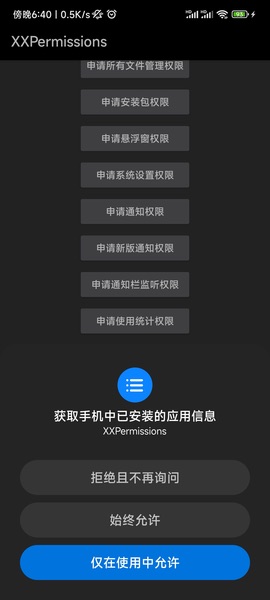 傍晚6:40 | 0.5K/s
XXPermissions
申请所有文件管理权限
申请安装包权限
申请悬浮窗权限
申请系统设置权限
申请通知权限
申请新版通知权限
申请通知栏监听权限
申请使用统计权限
获取手机中已安装的应用信息
XXPermissions
拒绝且不再询问
始终允许
仅在使用中允许